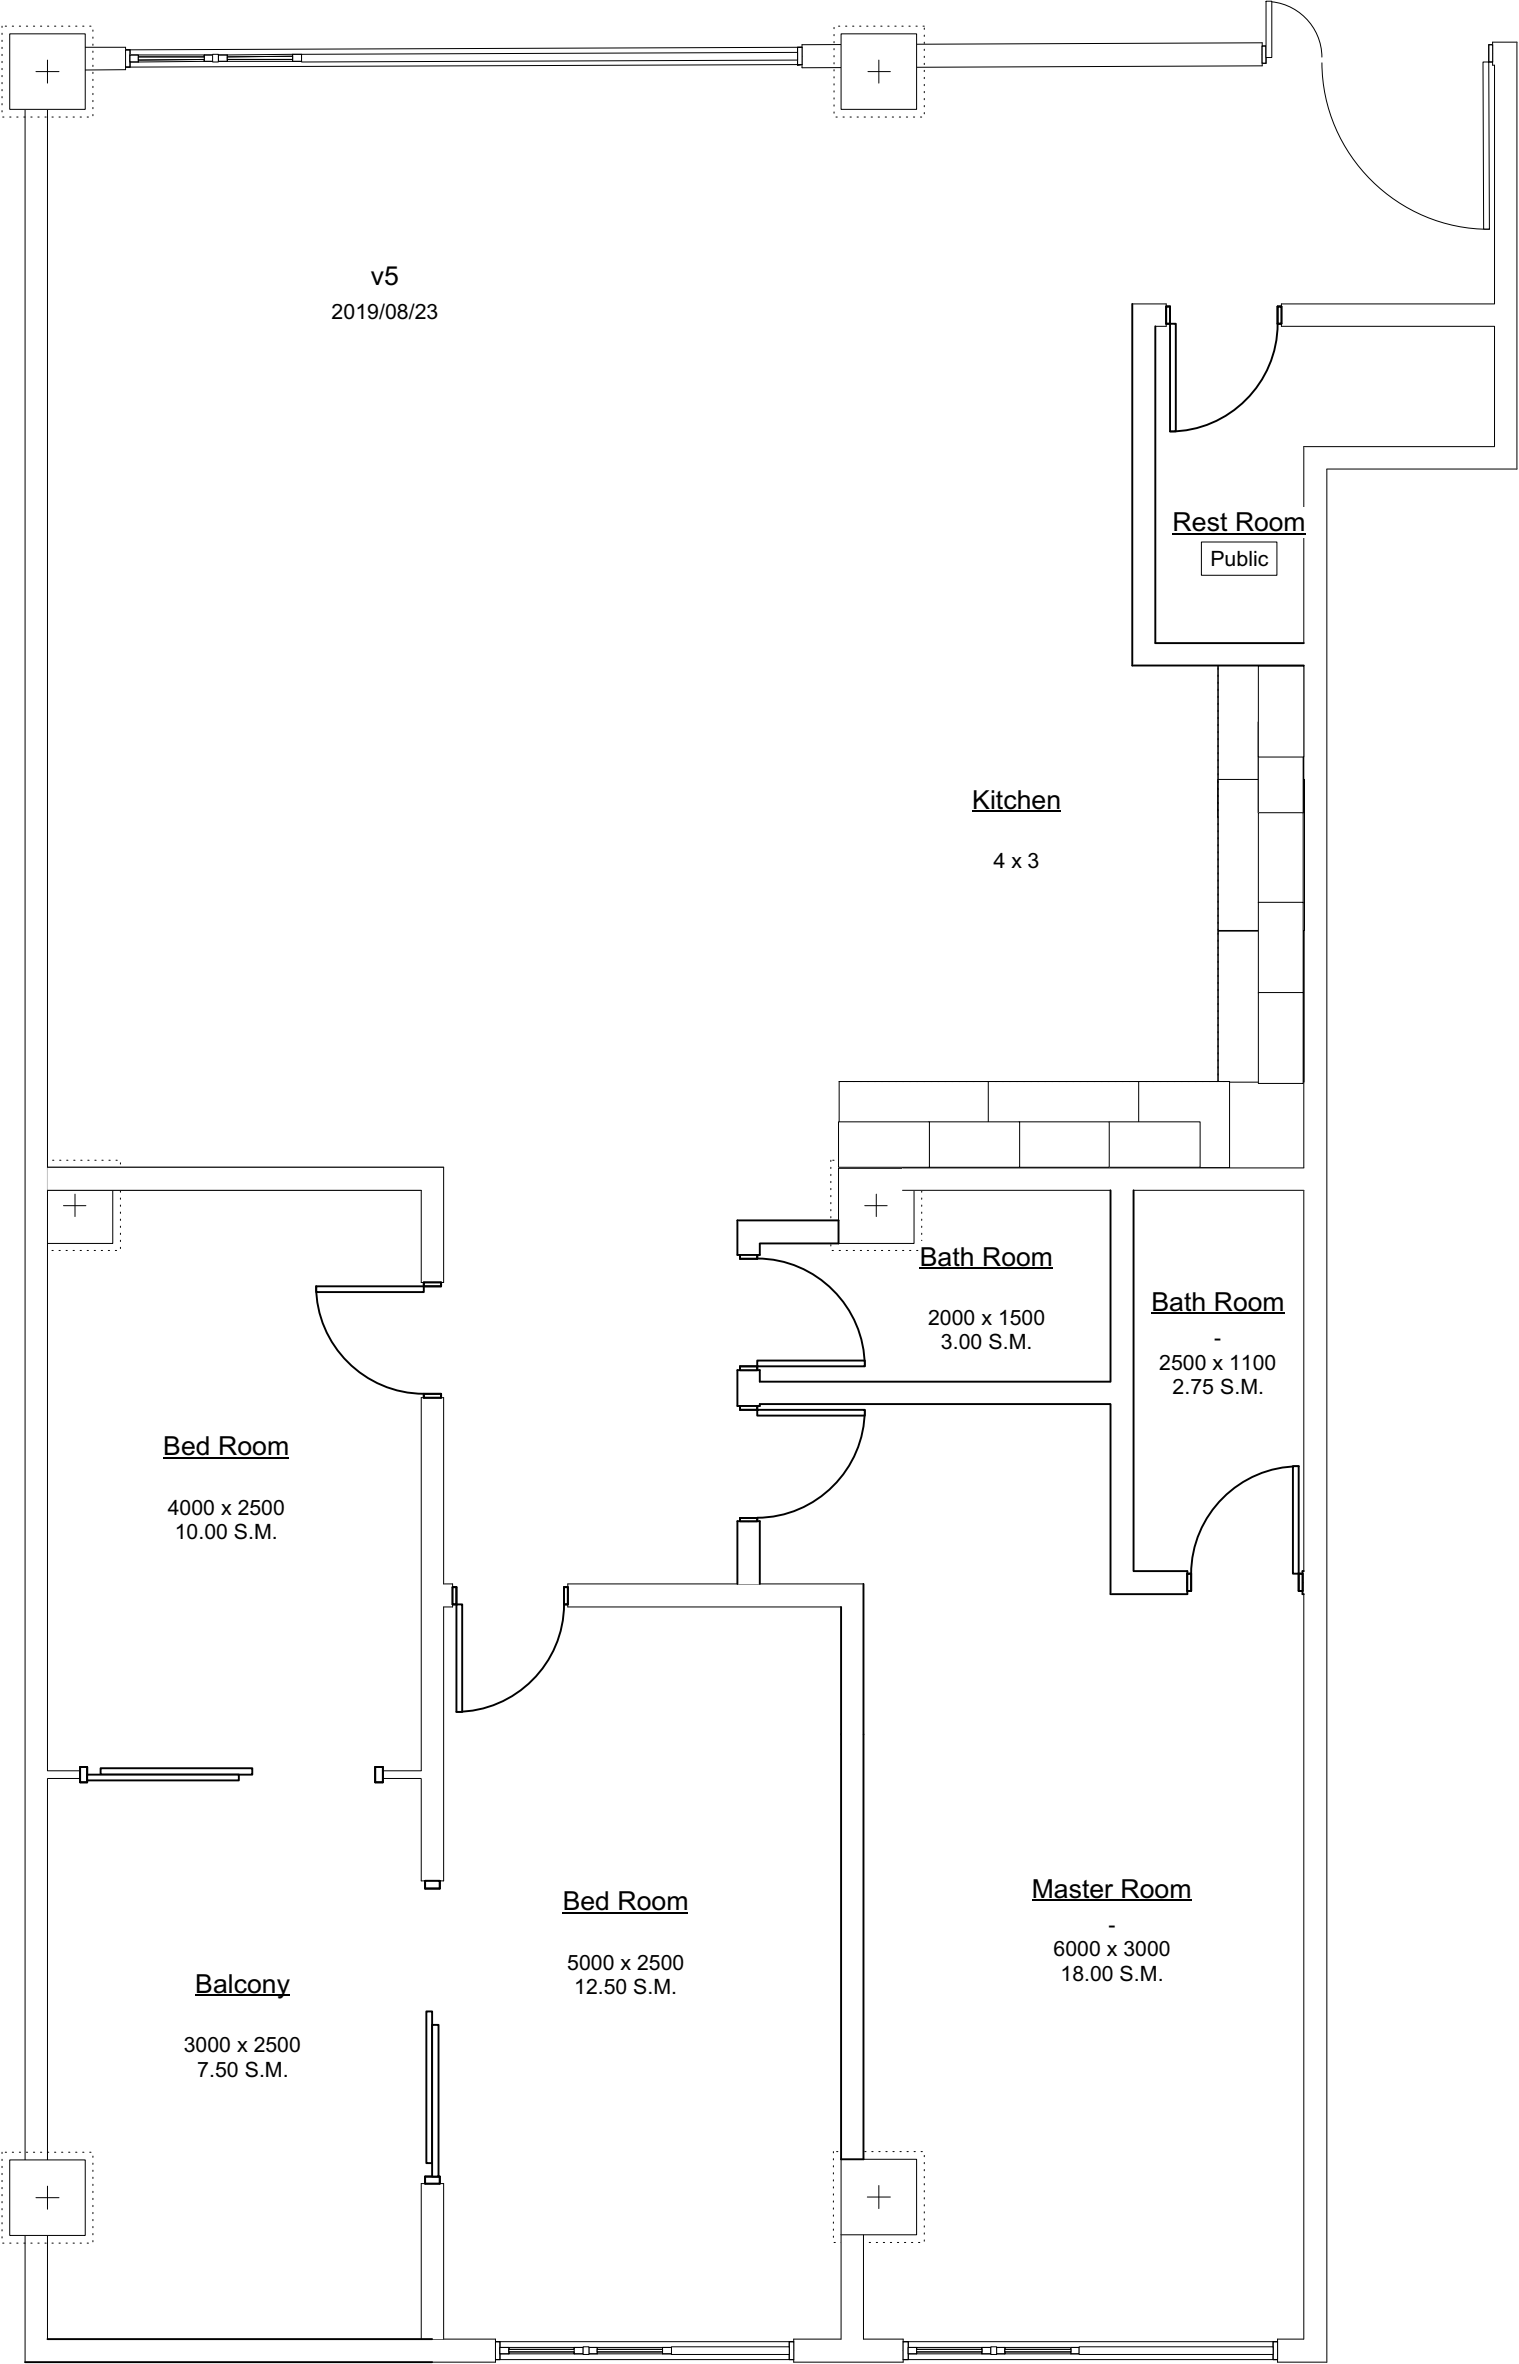 v5
2019/08/23
Rest Room
Public
Kitchen
4 x 3
Bath Room
2000 x 1500
3.00 S.M.
Bath Room
-
2500 x 1100
2.75 S.M.
Bed Room
4000 x 2500
10.00 S.M.
Bed Room
5000 x 2500
12.50 S.M.
Master Room
-
6000 x 3000
18.00 S.M.
Balcony
3000 x 2500
7.50 S.M.